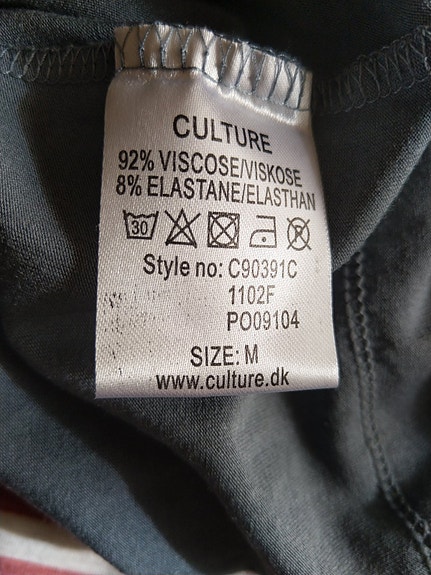 CULTURE
92% VISCOSE/VISKOSE
8% ELASTANE/ELASTHAN
30
Style no: C90391C
1102F
PO09104
SIZE: M
www.culture.dk